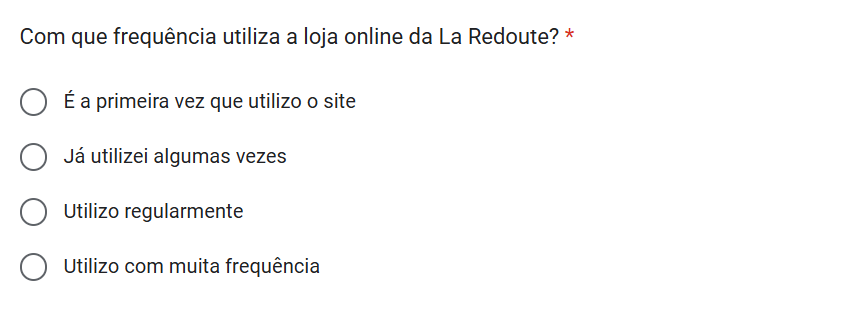 Com que frequência utiliza a loja online da La Redoute? *
É a primeira vez que utilizo o site
Já utilizei algumas vezes
Utilizo regularmente
Utilizo com muita frequência